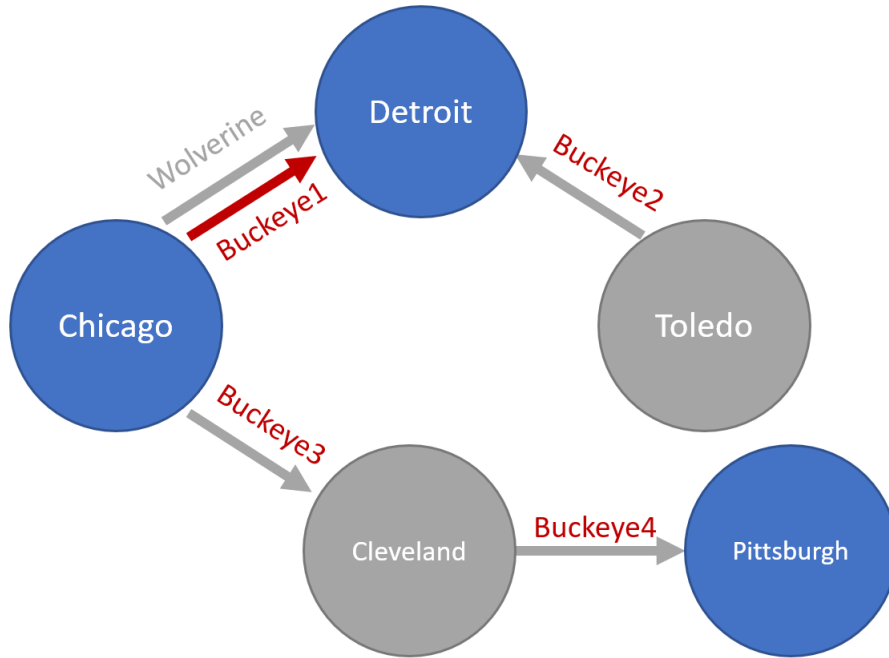 Detroit
Wolverine
Buckeye1
Buckeye2
Chicago
Toledo
Buckeye3
Cleveland
Buckeye4
Pittsburgh